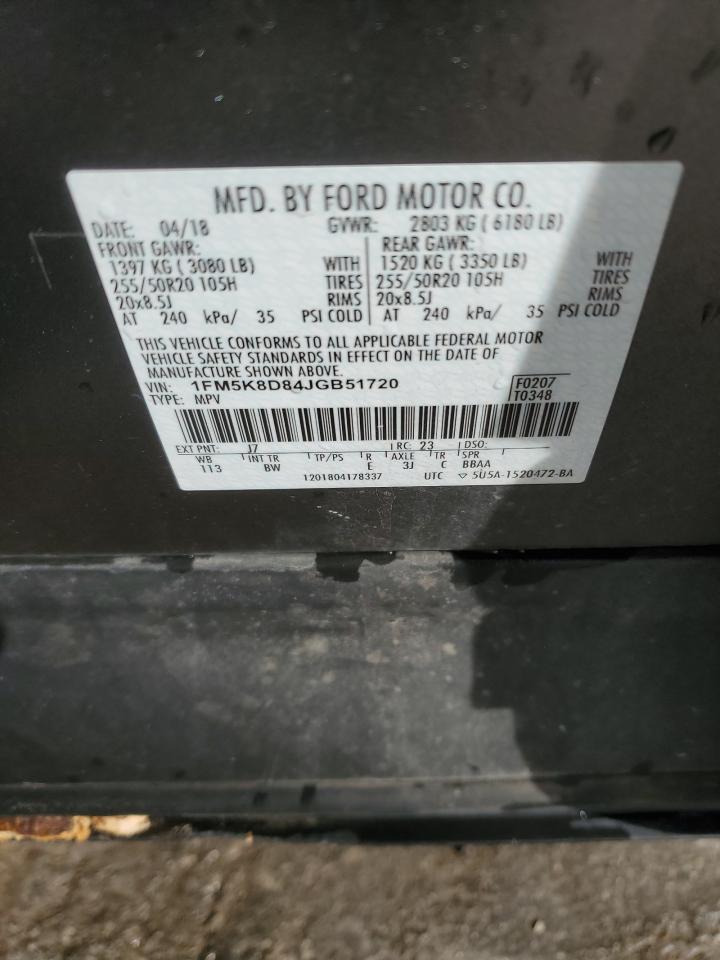 MFD. BY FORD MOTOR CO.
DATE: 04/18 GVWR: 2803 KG ( 6180 LB)
FRONT GAWR: REAR GAWR:
1397 KG ( 3080 LB) WITH 1520 KG ( 3350 LB) WITH
255/50R20 105H TIRES 255/50R20 105H TIRES
20x8.5J RIMS 20x8.5J RIMS
AT 240 kPa/ 35 PSI COLD AT 240 kPa/ 35 PSI COLD
THIS VEHICLE CONFORMS TO ALL APPLICABLE FEDERAL MOTOR
VEHICLE SAFETY STANDARDS IN EFFECT ON THE DATE OF
MANUFACTURE SHOWN ABOVE.
VIN: 1FM5K8D84JGB51720 F0207
TYPE: MPV T0348
EXT PNT: J7 RC: 23 DSO:
WB INT TR TP/PS R AXLE TR SPR
113 BW E 3J C BBAA
1201804178337 UTC ▽ 5U5A-1520472-BA